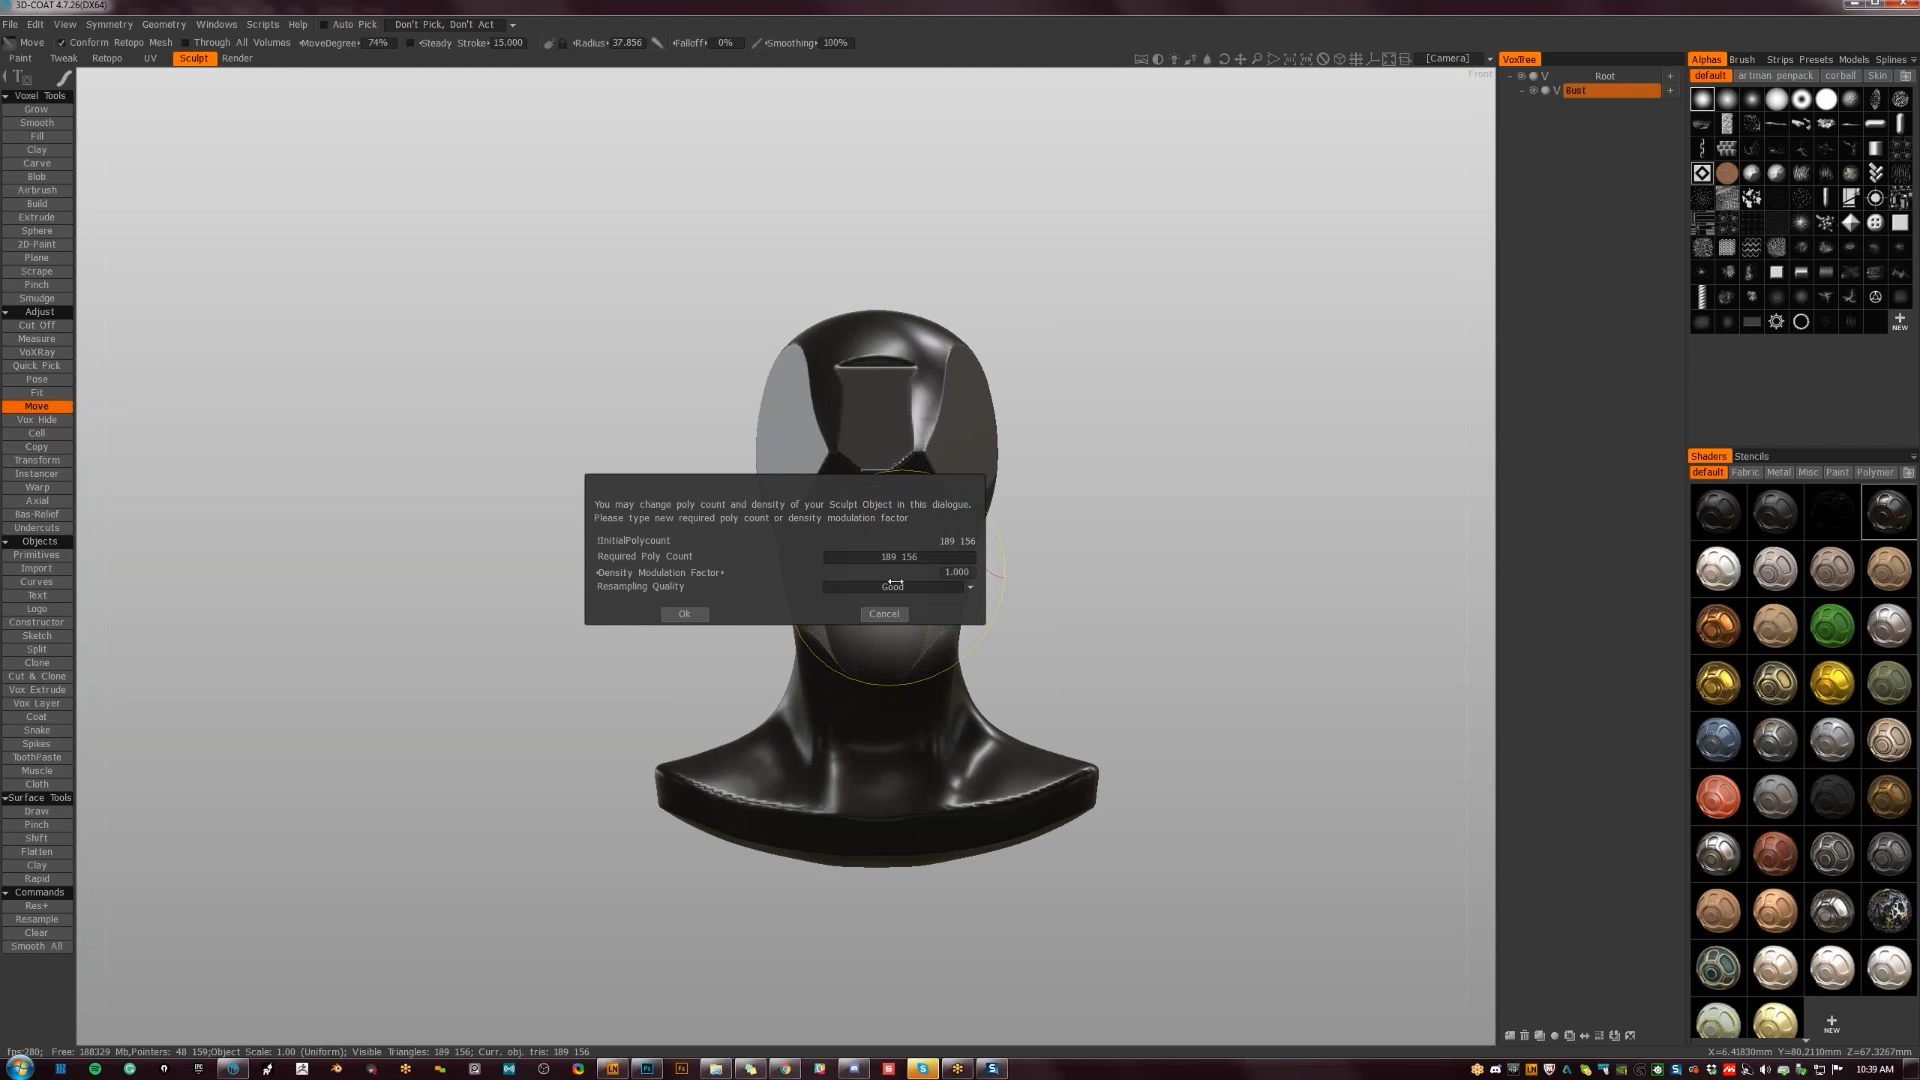 3D-COAT 4.7.26(DX64)
File Edit View Symmetry Geometry Textures Windows Scripts Help Auto Pick Don't Pick, Don't Act
Move Conform Retopo Mesh Through All Volumes MoveDegree: 74% Steady Stroke: 15.000 Radius: 37.856 Falloff: 0% Smoothing: 100%
Paint Tweak Retopo UV Sculpt Render
[Camera]
Front
Voxel Tools
Grow
Smooth
Fill
Clay
Carve
Blob
Airbrush
Build
Extrude
Sphere
2D-Paint
Plane
Scrape
Pinch
Smudge
Adjust
Cut Off
Measure
VoXRay
Quick Pick
Pose
Fit
Move
Vox Hide
Cell
Copy
Transform
Instancer
Warp
Axial
Bas-Relief
Undercuts
Objects
Primitives
Import
Curves
Text
Logo
Constructor
Sketch
Split
Clone
Cut & Clone
Vox Extrude
Vox Layer
Coat
Snake
Spikes
ToothPaste
Muscle
Cloth
Surface Tools
Draw
Pinch
Shift
Flatten
Clay
Rapid
Commands
Res+
Resample
Clear
Smooth All
You may change poly count and density of your Sculpt Object in this dialogue.
Please type new required poly count or density modulation factor
!InitialPolycount 189 156
Required Poly Count 189 156
Density Modulation Factor 1.000
Resampling Quality Good
Ok Cancel
VoxTree
V Root +
V Bust +
Alphas Brush Strips Presets Models Splines
default artman penpack corball Skin
NEW
Shaders Stencils
default Fabric Metal Misc Paint Polymer
NEW
fps:280; Free: 188329 Mb,Pointers: 48 159;Object Scale: 1.00 (Uniform); Visible Triangles: 189 156; Curr. obj. tris: 189 156
X=6.41830mm Y=80.2110mm Z=67.3267mm
10:39 AM